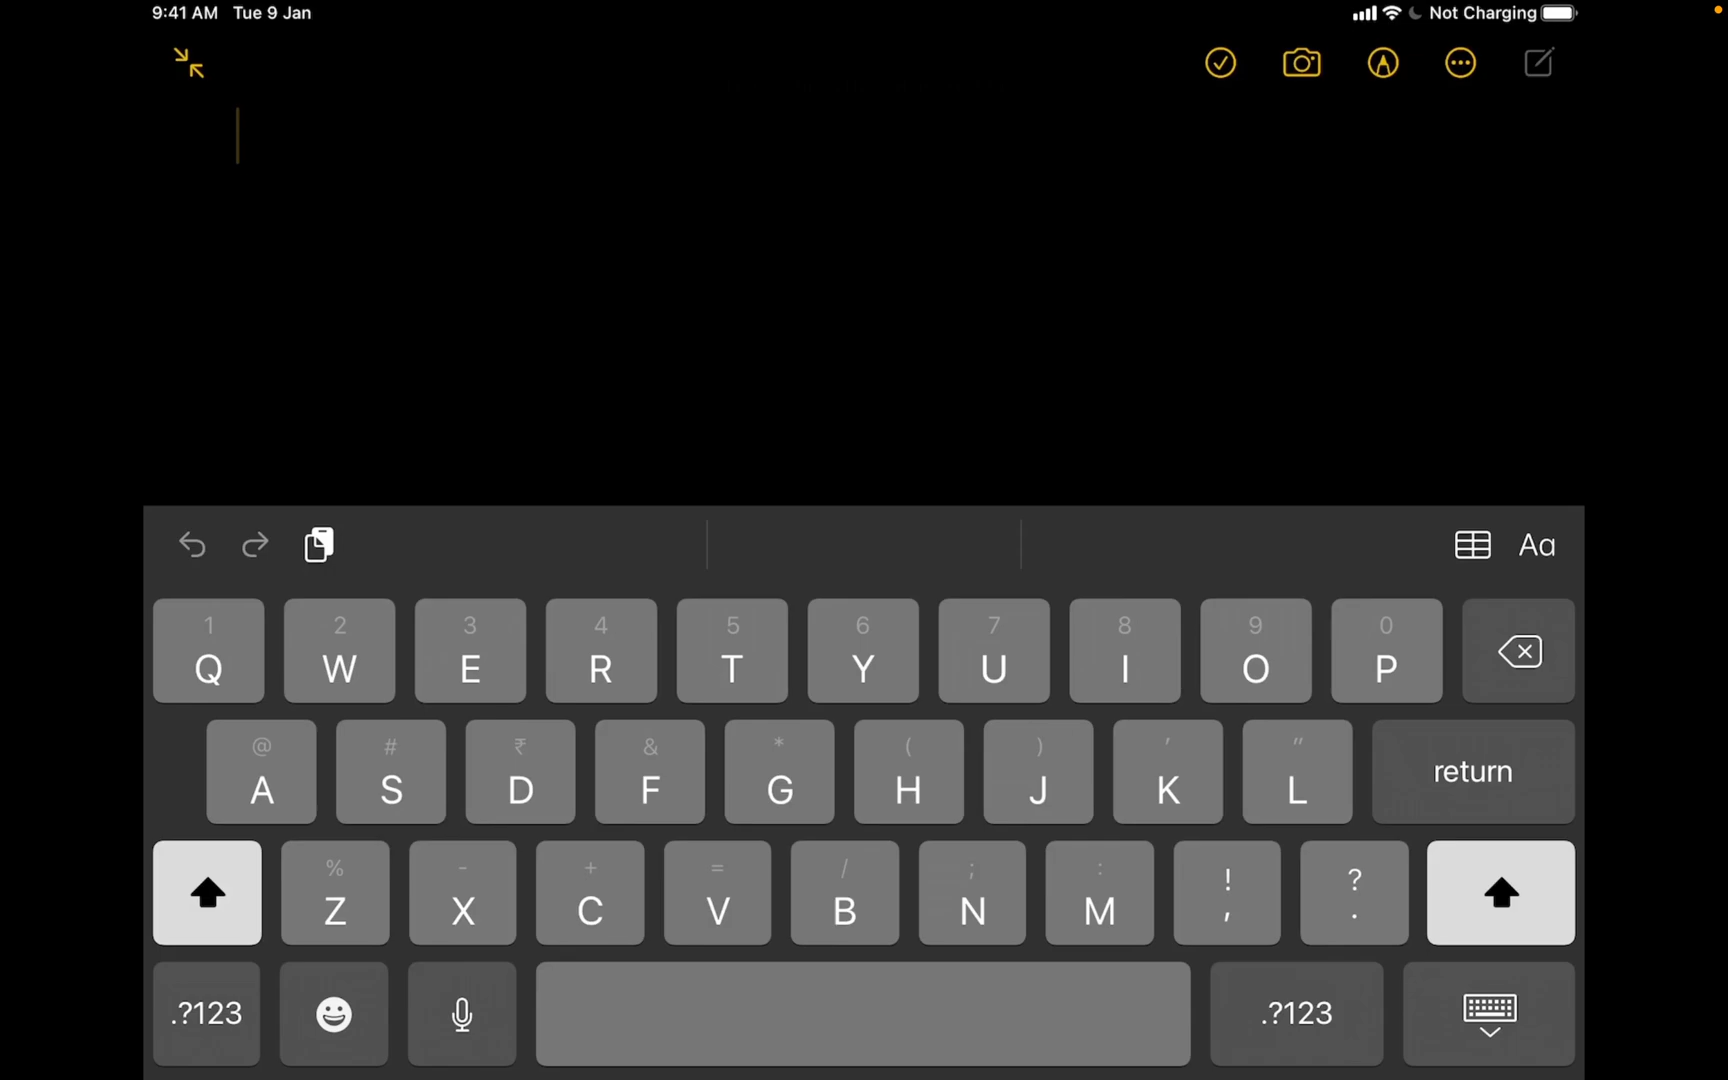 9:41 AM Tue 9 Jan Not Charging
Aa
1 2 3 4 5 6 7 8 9 0
Q W E R T Y U I O P
@ # ₹ & * ( ) ' "
A S D F G H J K L return
% - + = / ; : ! ?
Z X C V B N M , .
.?123 .?123